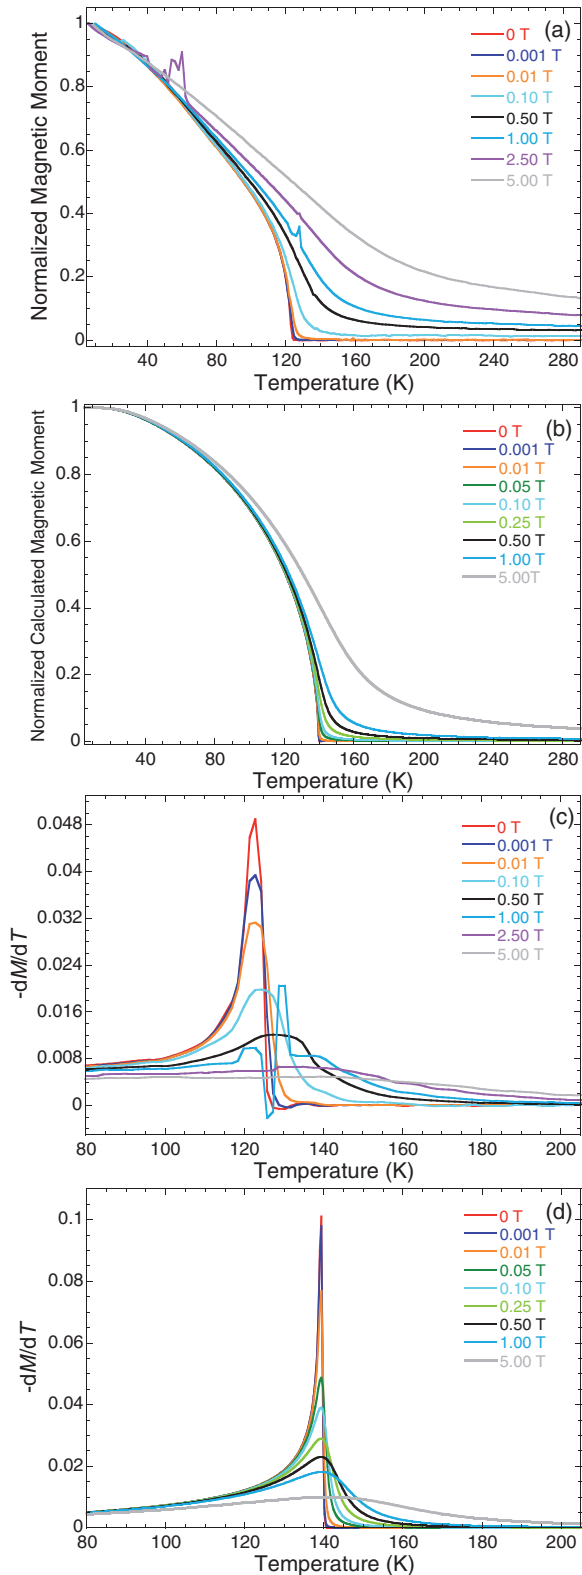 (a)
0 T
0.001 T
0.01 T
0.10 T
0.50 T
1.00 T
2.50 T
5.00 T
Normalized Magnetic Moment
1
0.8
0.6
0.4
0.2
0
40 80 120 160 200 240 280
Temperature (K)
(b)
0 T
0.001 T
0.01 T
0.05 T
0.10 T
0.25 T
0.50 T
1.00 T
5.00T
Normalized Calculated Magnetic Moment
1
0.8
0.6
0.4
0.2
0
40 80 120 160 200 240 280
Temperature (K)
(c)
0 T
0.001 T
0.01 T
0.10 T
0.50 T
1.00 T
2.50 T
5.00 T
-dM/dT
0.048
0.04
0.032
0.024
0.016
0.008
0
80 100 120 140 160 180 200
Temperature (K)
(d)
0 T
0.001 T
0.01 T
0.05 T
0.10 T
0.25 T
0.50 T
1.00 T
5.00 T
-dM/dT
0.1
0.08
0.06
0.04
0.02
0
80 100 120 140 160 180 200
Temperature (K)